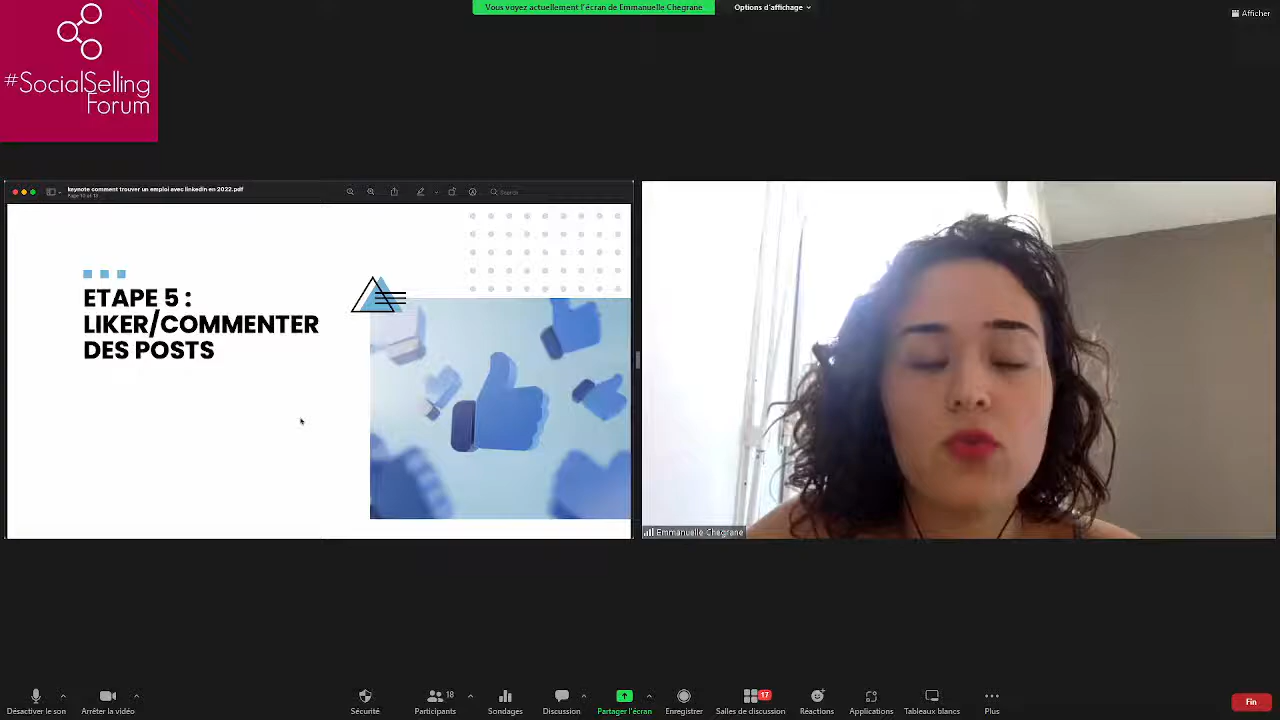 Vous voyez actuellement l'écran de Emmanuelle Chegrane
Options d'affichage
Afficher
#SocialSelling
Forum
keynote comment trouver un emploi avec linkedin en 2022.pdf
Search
ETAPE 5 :
LIKER/COMMENTER
DES POSTS
Emmanuelle Chegrane
18
17
Désactiver le son
Arrêter la vidéo
Sécurité
Participants
Sondages
Discussion
Partager l'écran
Enregistrer
Salles de discussion
Réactions
Applications
Tableaux blancs
Plus
Fin